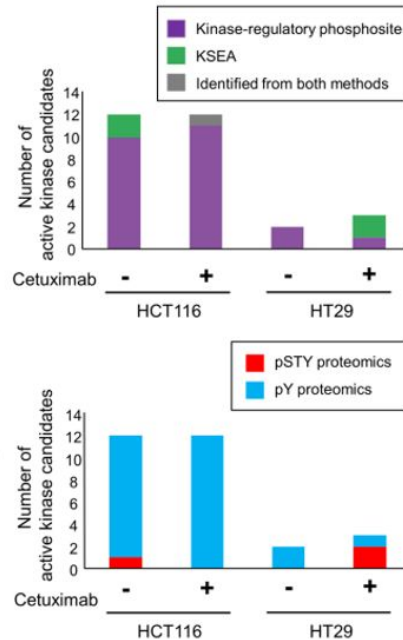 Kinase-regulatory phosphosite
KSEA
Identified from both methods
Number of
active kinase candidates
14
12
10
8
6
4
2
0
Cetuximab - + - +
HCT116 HT29
pSTY proteomics
pY proteomics
Number of
active kinase candidates
14
12
10
8
6
4
2
0
Cetuximab - + - +
HCT116 HT29